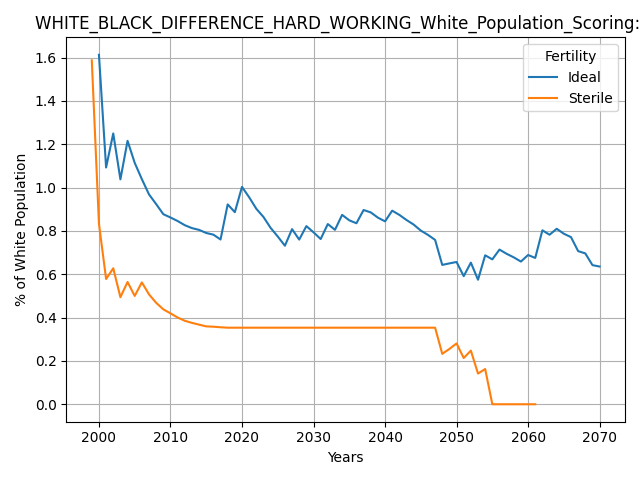 WHITE_BLACK_DIFFERENCE_HARD_WORKING_White_Population_Scoring:
% of White Population
1.6
1.4
1.2
1.0
0.8
0.6
0.4
0.2
0.0
Fertility
Ideal
Sterile
2000 2010 2020 2030 2040 2050 2060 2070
Years